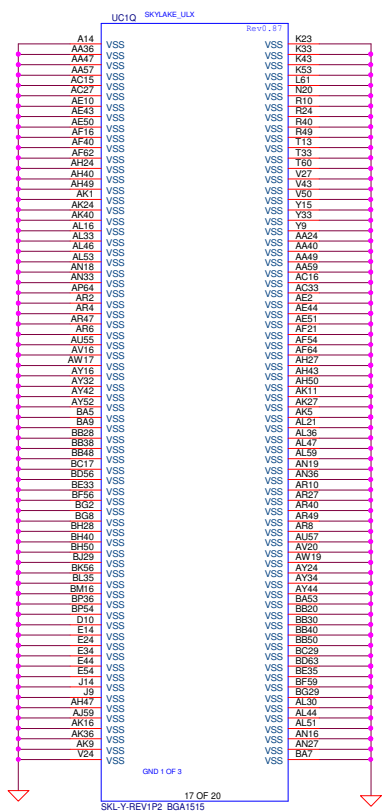 UC1Q SKYLAKE_ULX
Rev0.87
A14 VSS VSS K23
AA36 VSS VSS K33
AA47 VSS VSS K43
AA57 VSS VSS K53
AC15 VSS VSS L61
AC27 VSS VSS N20
AE10 VSS VSS R10
AE43 VSS VSS R24
AE50 VSS VSS R40
AF16 VSS VSS R49
AF40 VSS VSS T13
AF62 VSS VSS T33
AH24 VSS VSS T60
AH40 VSS VSS V27
AH49 VSS VSS V43
AK1 VSS VSS V50
AK24 VSS VSS Y15
AK40 VSS VSS Y33
AL16 VSS VSS Y9
AL33 VSS VSS AA24
AL46 VSS VSS AA40
AL53 VSS VSS AA49
AN18 VSS VSS AA59
AN33 VSS VSS AC16
AP64 VSS VSS AC33
AR2 VSS VSS AE2
AR4 VSS VSS AE44
AR47 VSS VSS AE51
AR6 VSS VSS AF21
AU55 VSS VSS AF54
AV16 VSS VSS AF64
AW17 VSS VSS AH27
AY16 VSS VSS AH43
AY32 VSS VSS AH50
AY42 VSS VSS AK11
AY52 VSS VSS AK27
BA5 VSS VSS AK5
BA9 VSS VSS AL21
BB28 VSS VSS AL36
BB38 VSS VSS AL47
BB48 VSS VSS AL59
BC17 VSS VSS AN19
BD56 VSS VSS AN36
BE33 VSS VSS AR10
BF56 VSS VSS AR27
BG2 VSS VSS AR40
BG8 VSS VSS AR49
BH28 VSS VSS AR8
BH40 VSS VSS AU57
BH50 VSS VSS AV20
BJ29 VSS VSS AW19
BK56 VSS VSS AY24
BL35 VSS VSS AY34
BM16 VSS VSS AY44
BP36 VSS VSS BA53
BP54 VSS VSS BB20
D10 VSS VSS BB30
E14 VSS VSS BB40
E24 VSS VSS BB50
E34 VSS VSS BC29
E44 VSS VSS BD63
E54 VSS VSS BE35
J14 VSS VSS BF59
J9 VSS VSS BG29
AH47 VSS VSS AL30
AJ59 VSS VSS AL44
AK16 VSS VSS AL51
AK36 VSS VSS AN16
AK9 VSS VSS AN27
V24 VSS VSS BA7
GND 1 OF 3
17 OF 20
SKL-Y-REV1P2_BGA1515